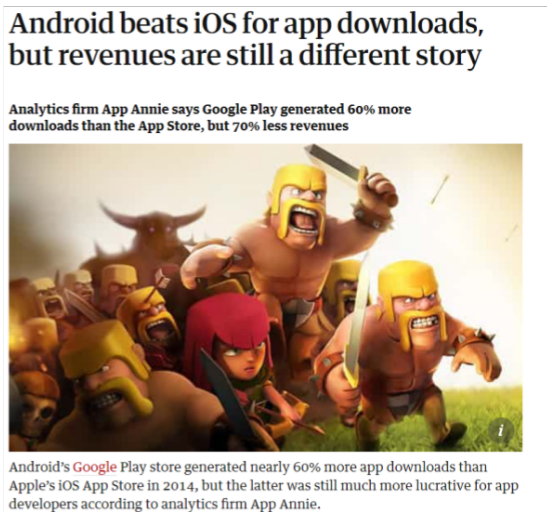 Android beats iOS for app downloads,
but revenues are still a different story
Analytics firm App Annie says Google Play generated 60% more
downloads than the App Store, but 70% less revenues
i
Android's Google Play store generated nearly 60% more app downloads than
Apple's iOS App Store in 2014, but the latter was still much more lucrative for app
developers according to analytics firm App Annie.